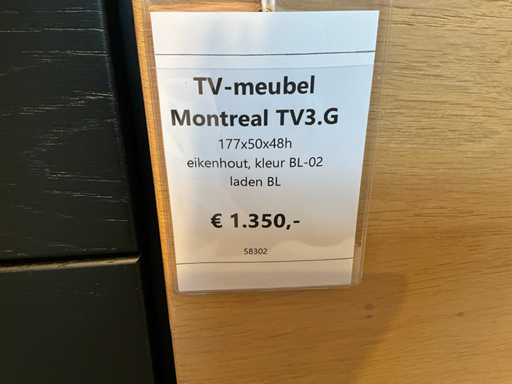 TV-meubel
Montreal TV3.G
177x50x48h
eikenhout, kleur BL-02
laden BL
€ 1.350,-
58302